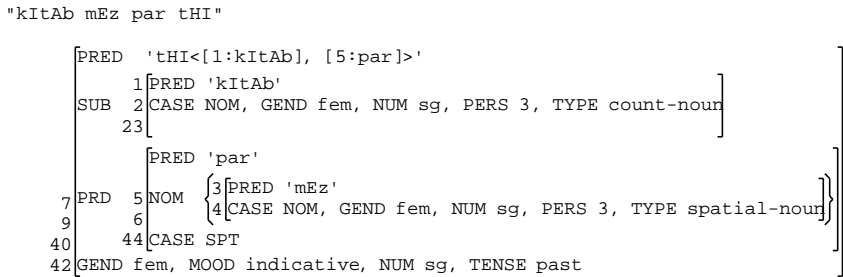 "kItAb mEz par tHI"
PRED 'tHI<[1:kItAb], [5:par]>'
1 PRED 'kItAb'
SUB 2 CASE NOM, GEND fem, NUM sg, PERS 3, TYPE count-noun
23
PRED 'par'
3 PRED 'mEz'
7 PRD 5 NOM 4 CASE NOM, GEND fem, NUM sg, PERS 3, TYPE spatial-noun
9 6
40 44 CASE SPT
42 GEND fem, MOOD indicative, NUM sg, TENSE past